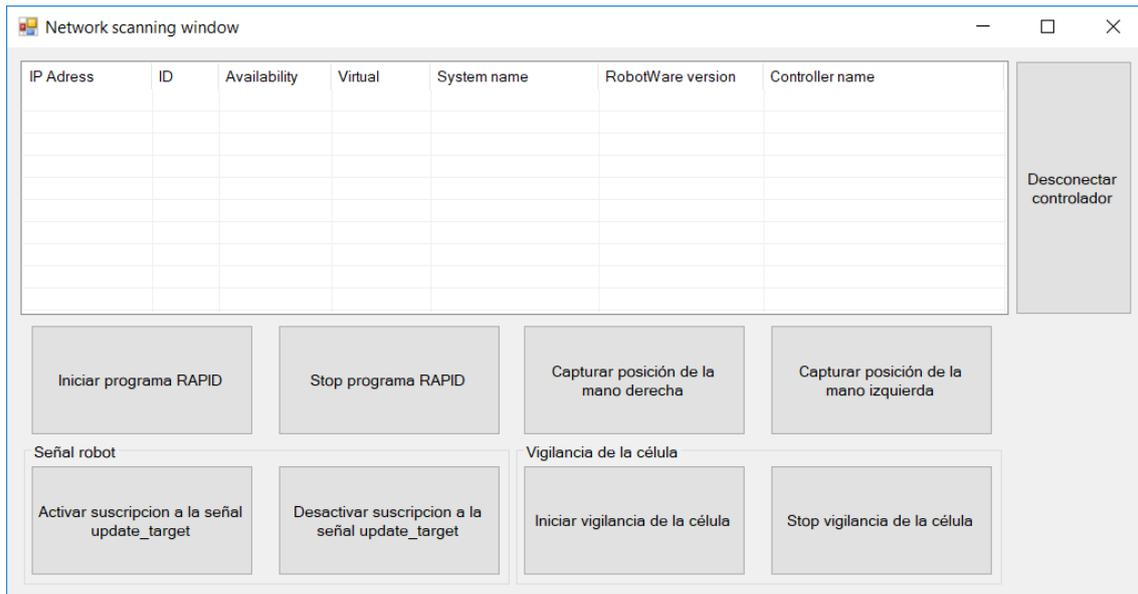 Network scanning window
IP Adress ID Availability Virtual System name RobotWare version Controller name
Desconectar
controlador
Iniciar programa RAPID
Stop programa RAPID
Capturar posición de la
mano derecha
Capturar posición de la
mano izquierda
Señal robot
Activar suscripcion a la señal
update_target
Desactivar suscripcion a la
señal update_target
Vigilancia de la célula
Iniciar vigilancia de la célula
Stop vigilancia de la célula